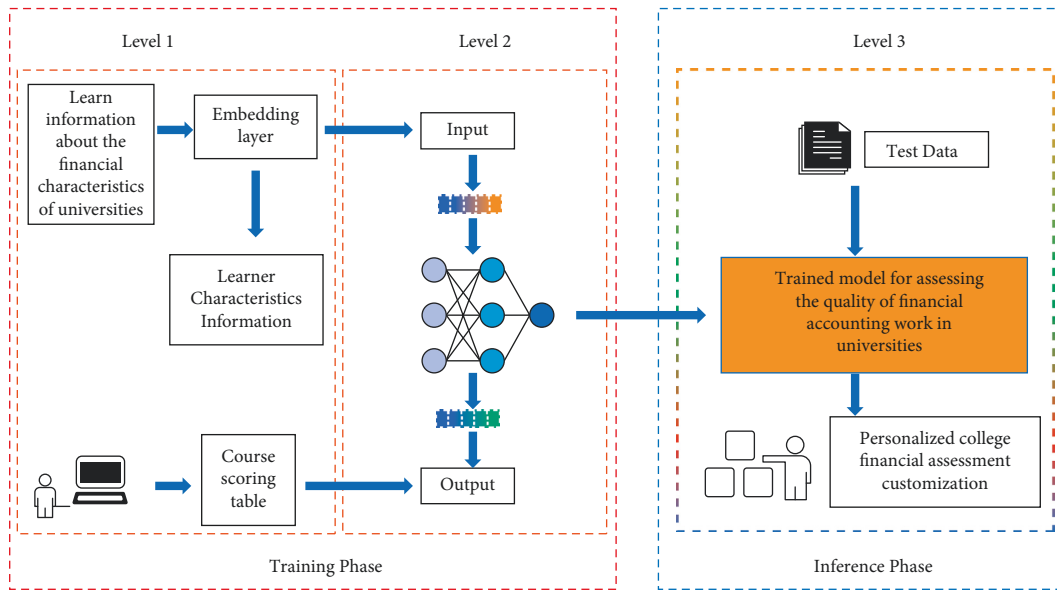 Level 1
Level 2
Level 3
Learn
information
about the
financial
characteristics
of universities
Embedding
layer
Input
Test Data
Learner
Characteristics
Information
Trained model for assessing
the quality of financial
accounting work in
universities
Course
scoring
table
Output
Personalized college
financial assessment
customization
Training Phase
Inference Phase